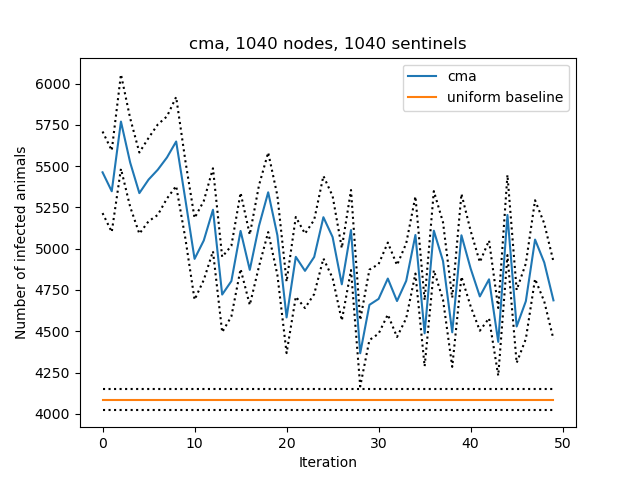 cma, 1040 nodes, 1040 sentinels
cma
uniform baseline
Number of infected animals
6000
5750
5500
5250
5000
4750
4500
4250
4000
0 10 20 30 40 50
Iteration